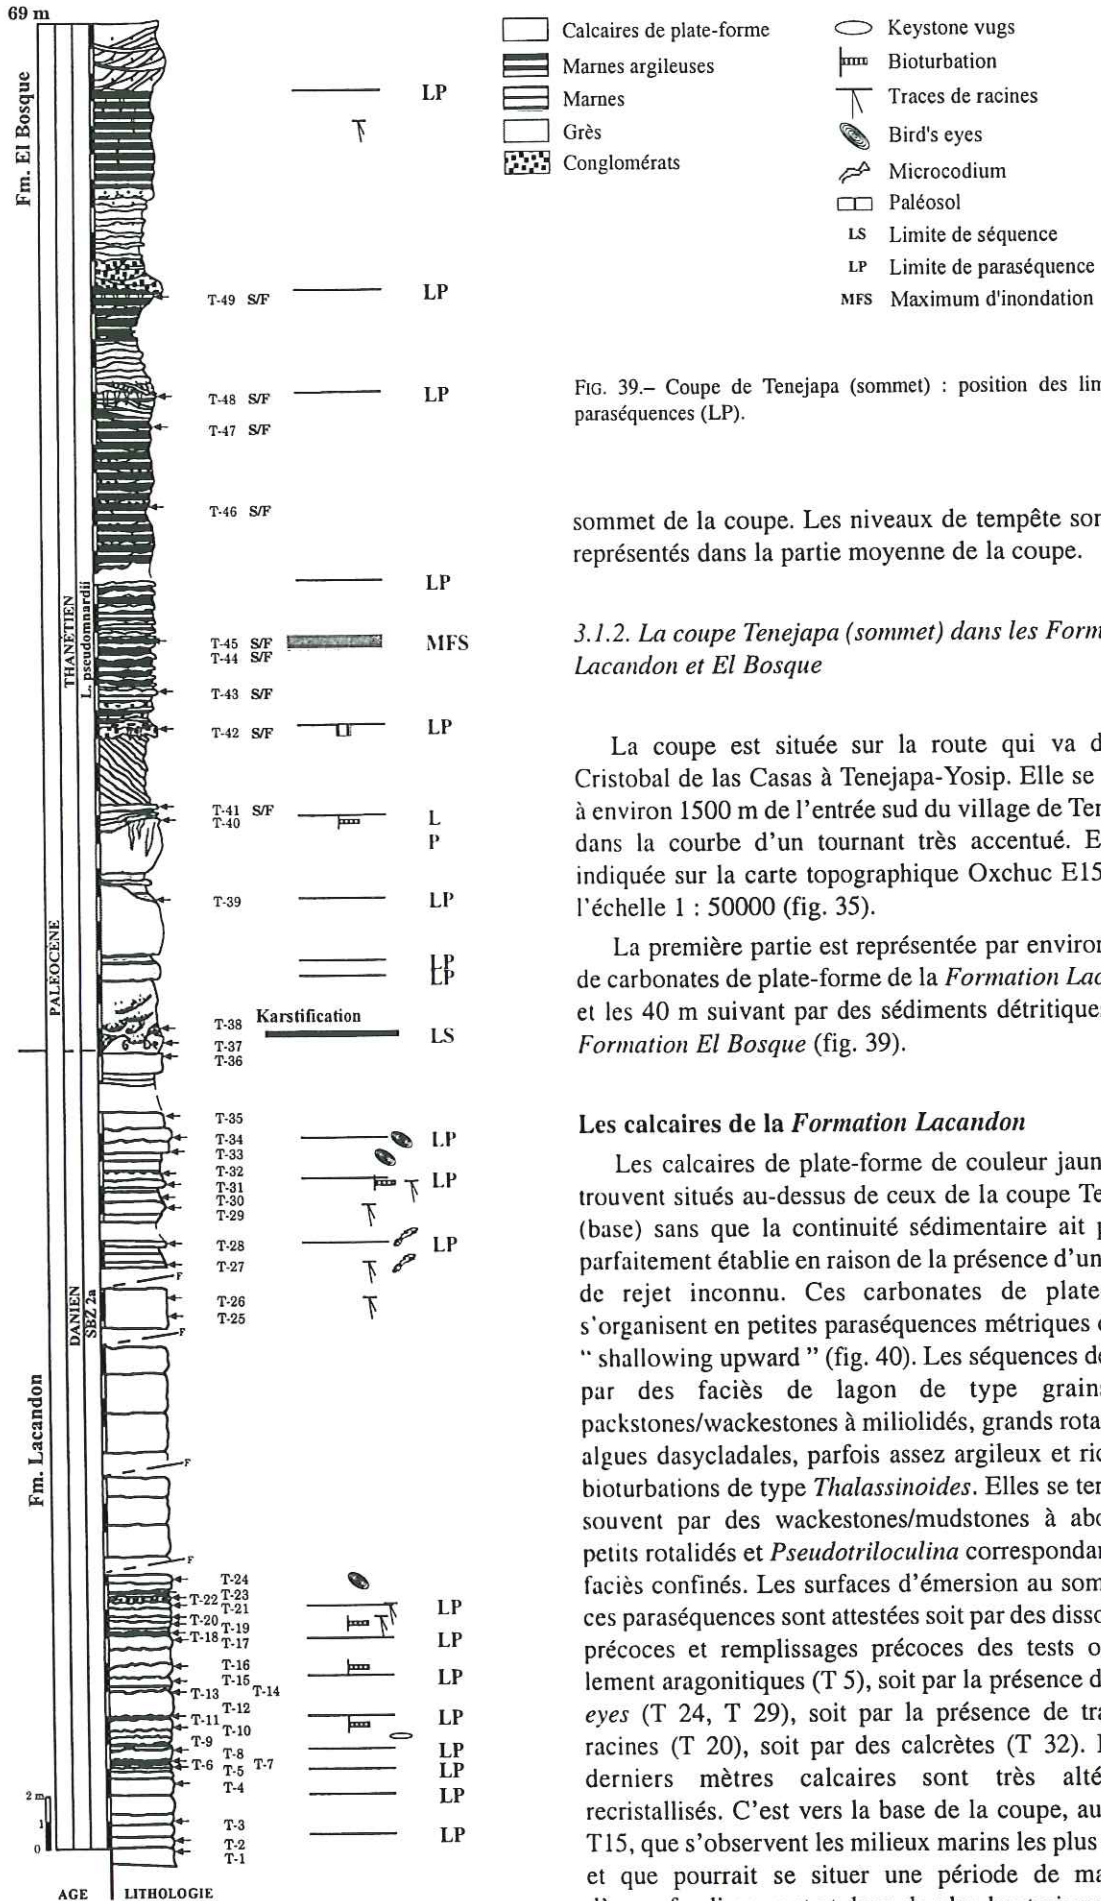 69 m
Fm. El Bosque
Fm. Lacandon
PALEOCENE
THANETIEN
L. pseudomnardii
DANIEN
SBZ 2a
LP
T-49 S/F
LP
T-48 S/F
LP
T-47 S/F
T-46 S/F
LP
T-45 S/F
MFS
T-44 S/F
T-43 S/F
T-42 S/F
LP
T-41 S/F
T-40
L
P
T-39
LP
LP
LP
Karstification
T-38
LS
T-37
T-36
T-35
T-34
LP
T-33
T-32
T-31
LP
T-30
T-29
T-28
LP
T-27
F
T-26
T-25
F
F
F
T-24
T-23
T-22
T-21
LP
T-20
T-19
T-18
LP
T-17
T-16
T-15
LP
T-13
T-14
T-12
T-11
LP
T-10
T-9
T-8
LP
T-6
T-7
T-5
LP
T-4
LP
T-3
T-2
LP
T-1
2 m
1
0
AGE
LITHOLOGIE
Calcaires de plate-forme
Marnes argileuses
Marnes
Grès
Conglomérats
Keystone vugs
Bioturbation
Traces de racines
Bird's eyes
Microcodium
Paléosol
LS Limite de séquence
LP Limite de paraséquence
MFS Maximum d'inondation
FIG. 39.– Coupe de Tenejapa (sommet) : position des lim
paraséquences (LP).
sommet de la coupe. Les niveaux de tempête son
représentés dans la partie moyenne de la coupe.
3.1.2. La coupe Tenejapa (sommet) dans les Form
Lacandon et El Bosque
La coupe est située sur la route qui va d
Cristobal de las Casas à Tenejapa-Yosip. Elle se
à environ 1500 m de l'entrée sud du village de Ten
dans la courbe d'un tournant très accentué. E
indiquée sur la carte topographique Oxchuc E15
l'échelle 1 : 50000 (fig. 35).
La première partie est représentée par environ
de carbonates de plate-forme de la Formation Lac
et les 40 m suivant par des sédiments détritique
Formation El Bosque (fig. 39).
Les calcaires de la Formation Lacandon
Les calcaires de plate-forme de couleur jaun
trouvent situés au-dessus de ceux de la coupe Te
(base) sans que la continuité sédimentaire ait p
parfaitement établie en raison de la présence d'un
de rejet inconnu. Ces carbonates de plate
s'organisent en petites paraséquences métriques
“ shallowing upward ” (fig. 40). Les séquences dé
par des faciès de lagon de type grains
packstones/wackestones à miliolidés, grands rota
algues dasycladales, parfois assez argileux et ric
bioturbations de type Thalassinoides. Elles se ter
souvent par des wackestones/mudstones à abo
petits rotalidés et Pseudotriloculina correspondan
faciès confinés. Les surfaces d'émersion au som
ces paraséquences sont attestées soit par des disso
précoces et remplissages précoces des tests o
lement aragonitiques (T 5), soit par la présence d
eyes (T 24, T 29), soit par la présence de tra
racines (T 20), soit par des calcrètes (T 32).
derniers mètres calcaires sont très alté
recristallisés. C'est vers la base de la coupe, au
T15, que s'observent les milieux marins les plus
et que pourrait se situer une période de ma